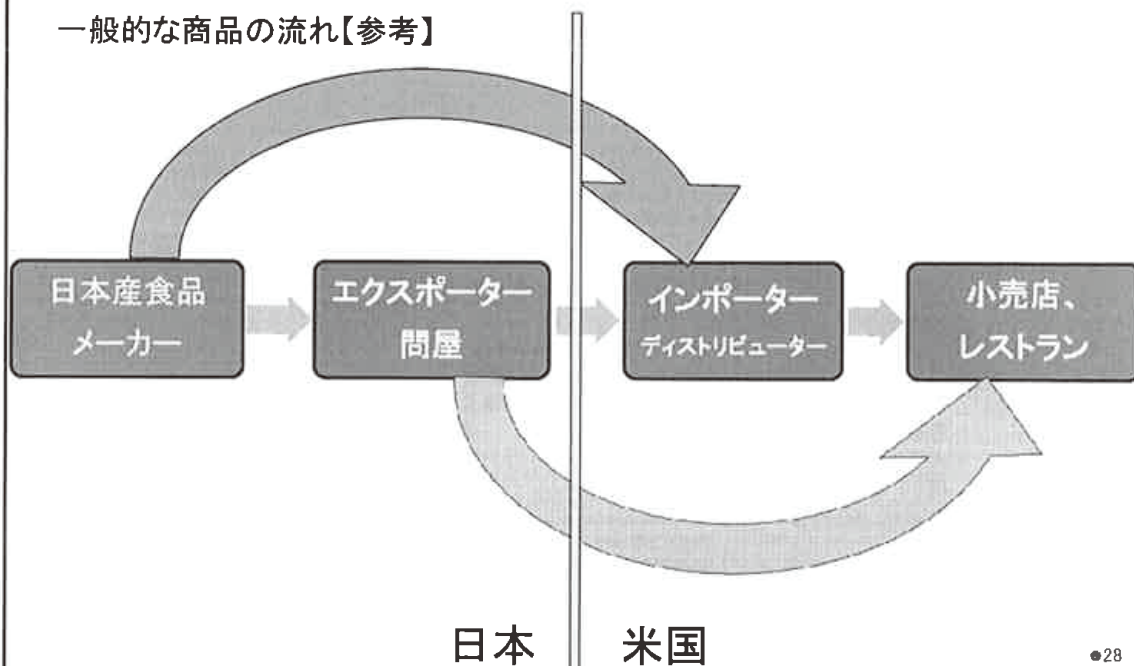 一般的な商品の流れ【参考】
日本産食品
メーカー
エクスポーター
問屋
インポーター
ディストリビューター
小売店、
レストラン
日本
米国
●28